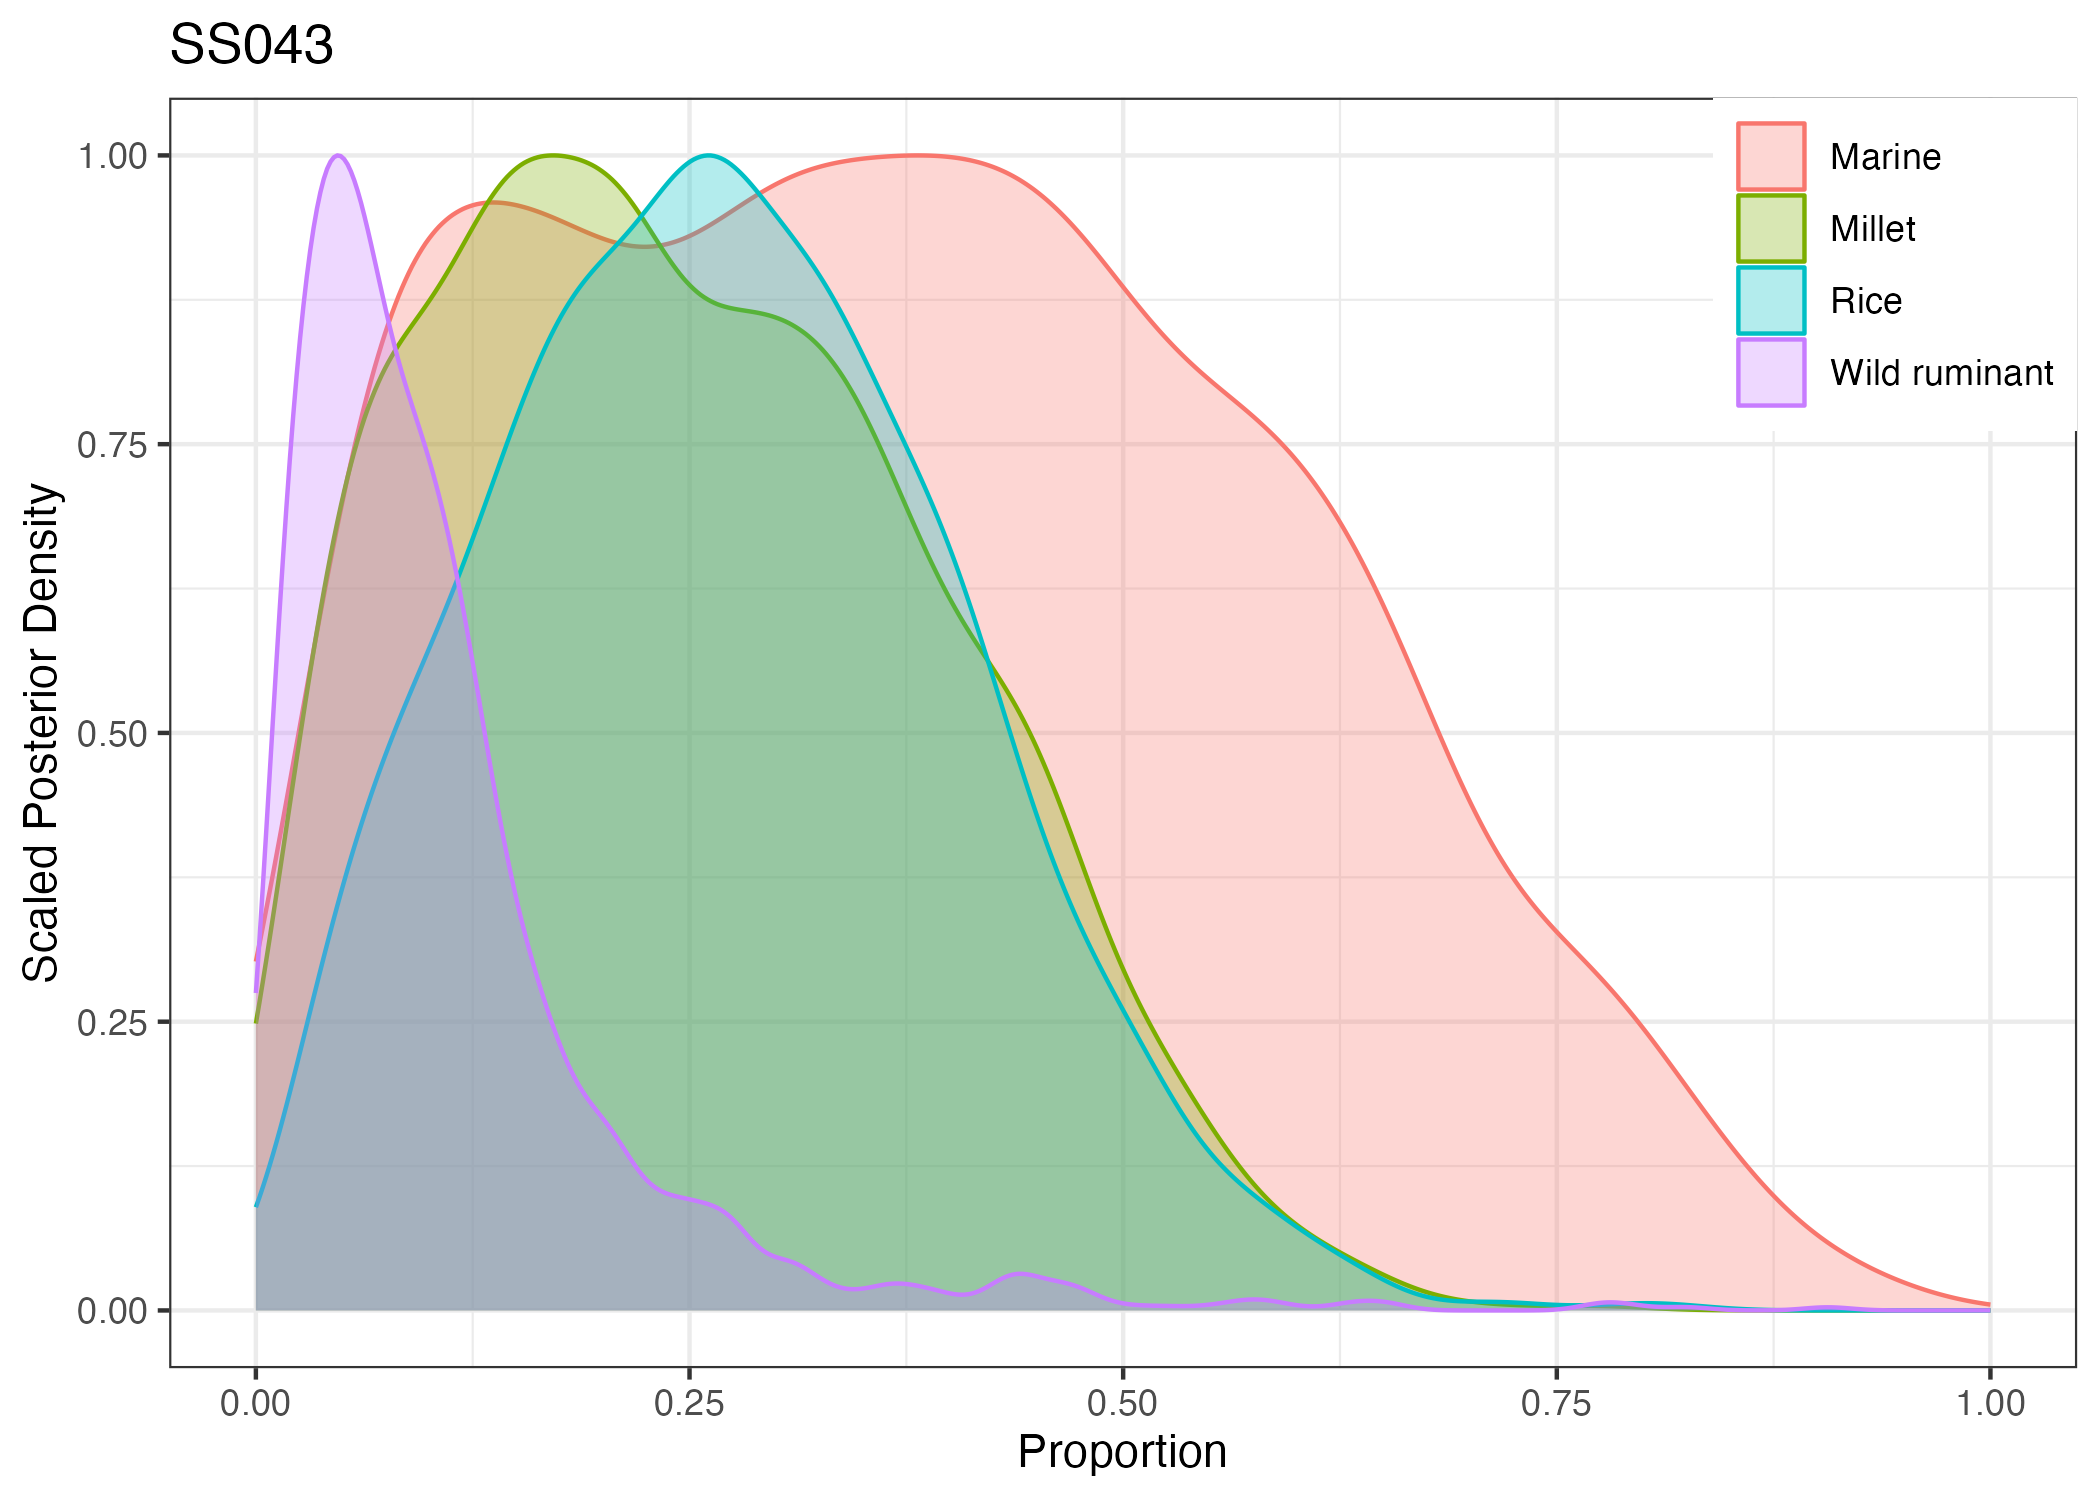 SS043
Scaled Posterior Density
1.00
0.75
0.50
0.25
0.00
Marine
Millet
Rice
Wild ruminant
0.00
0.25
0.50
0.75
1.00
Proportion